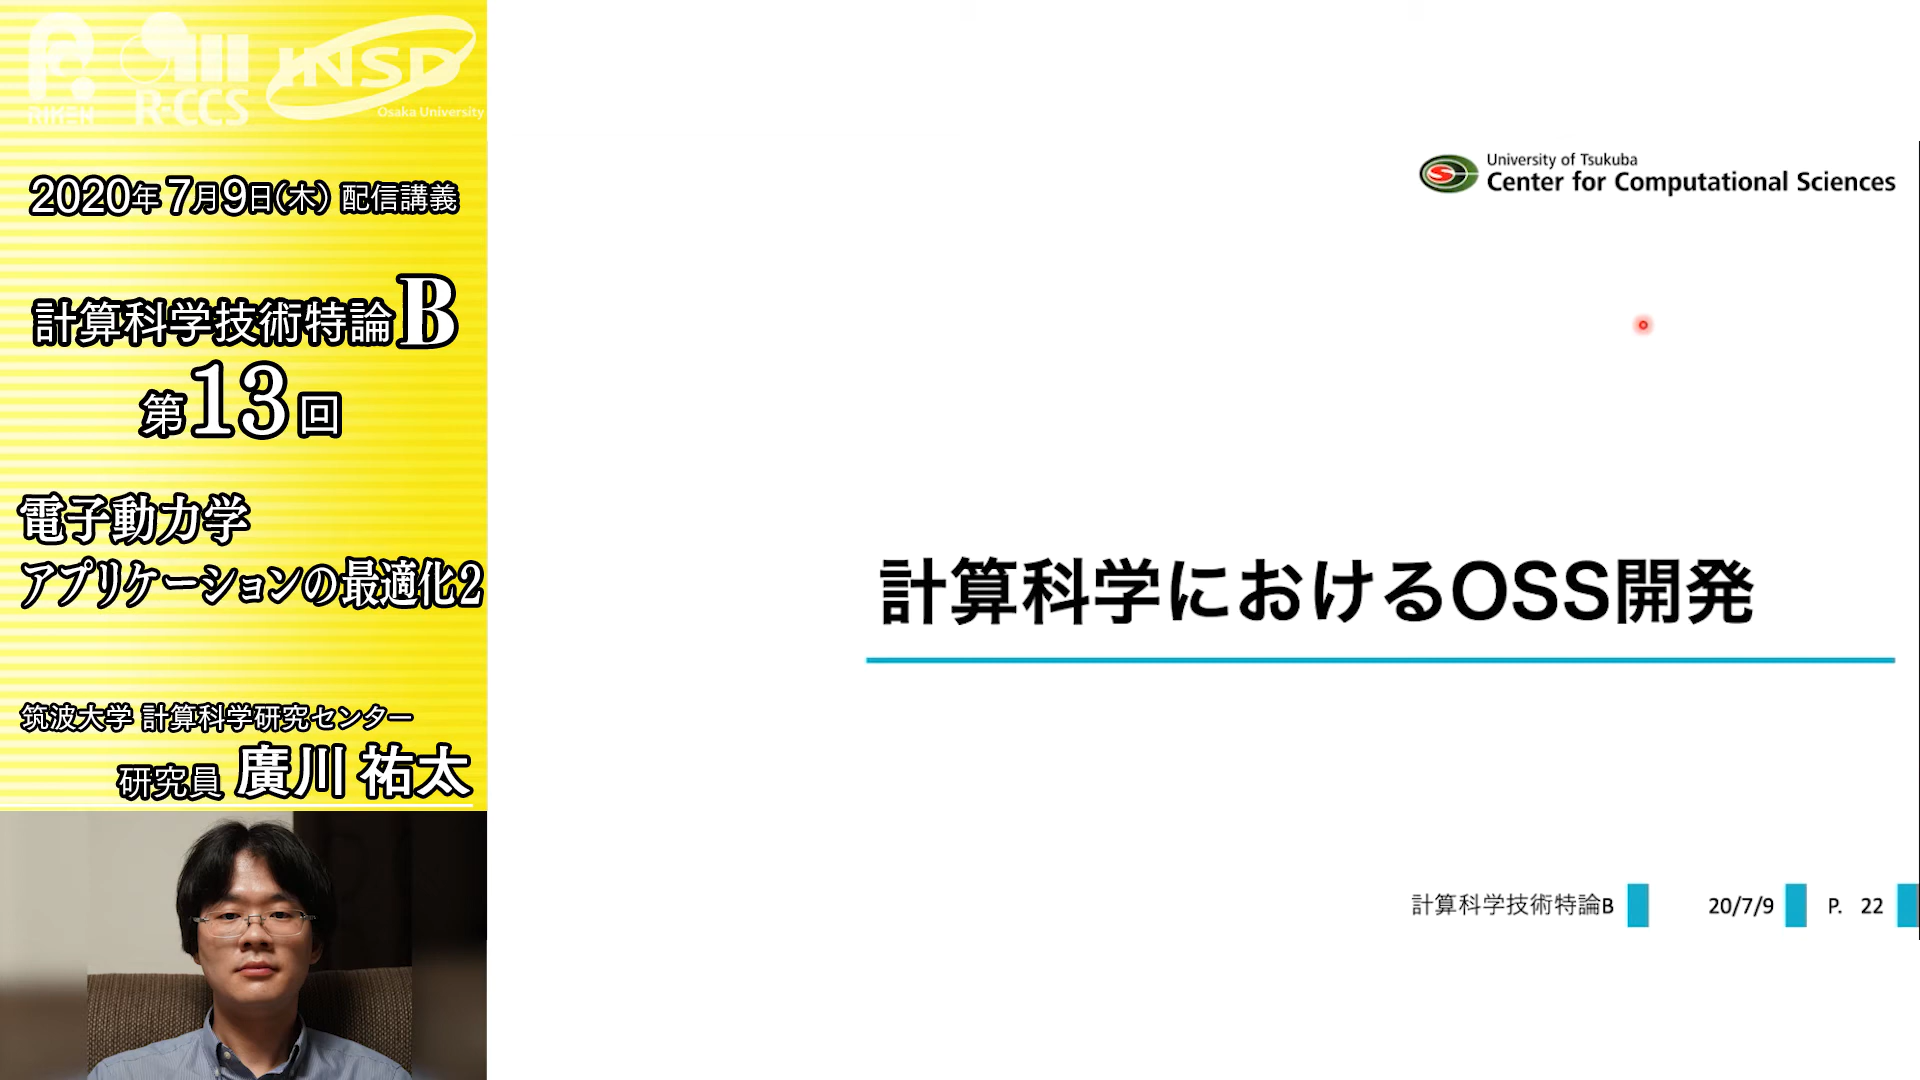 RIKEN
R-CCS
INSD
Osaka University
2020年 7月9日(木) 配信講義
計算科学技術特論B
第13回
電子動力学
アプリケーションの最適化2
筑波大学 計算科学研究センター
研究員 廣川 祐太
University of Tsukuba
Center for Computational Sciences
計算科学におけるOSS開発
計算科学技術特論B 20/7/9 P. 22